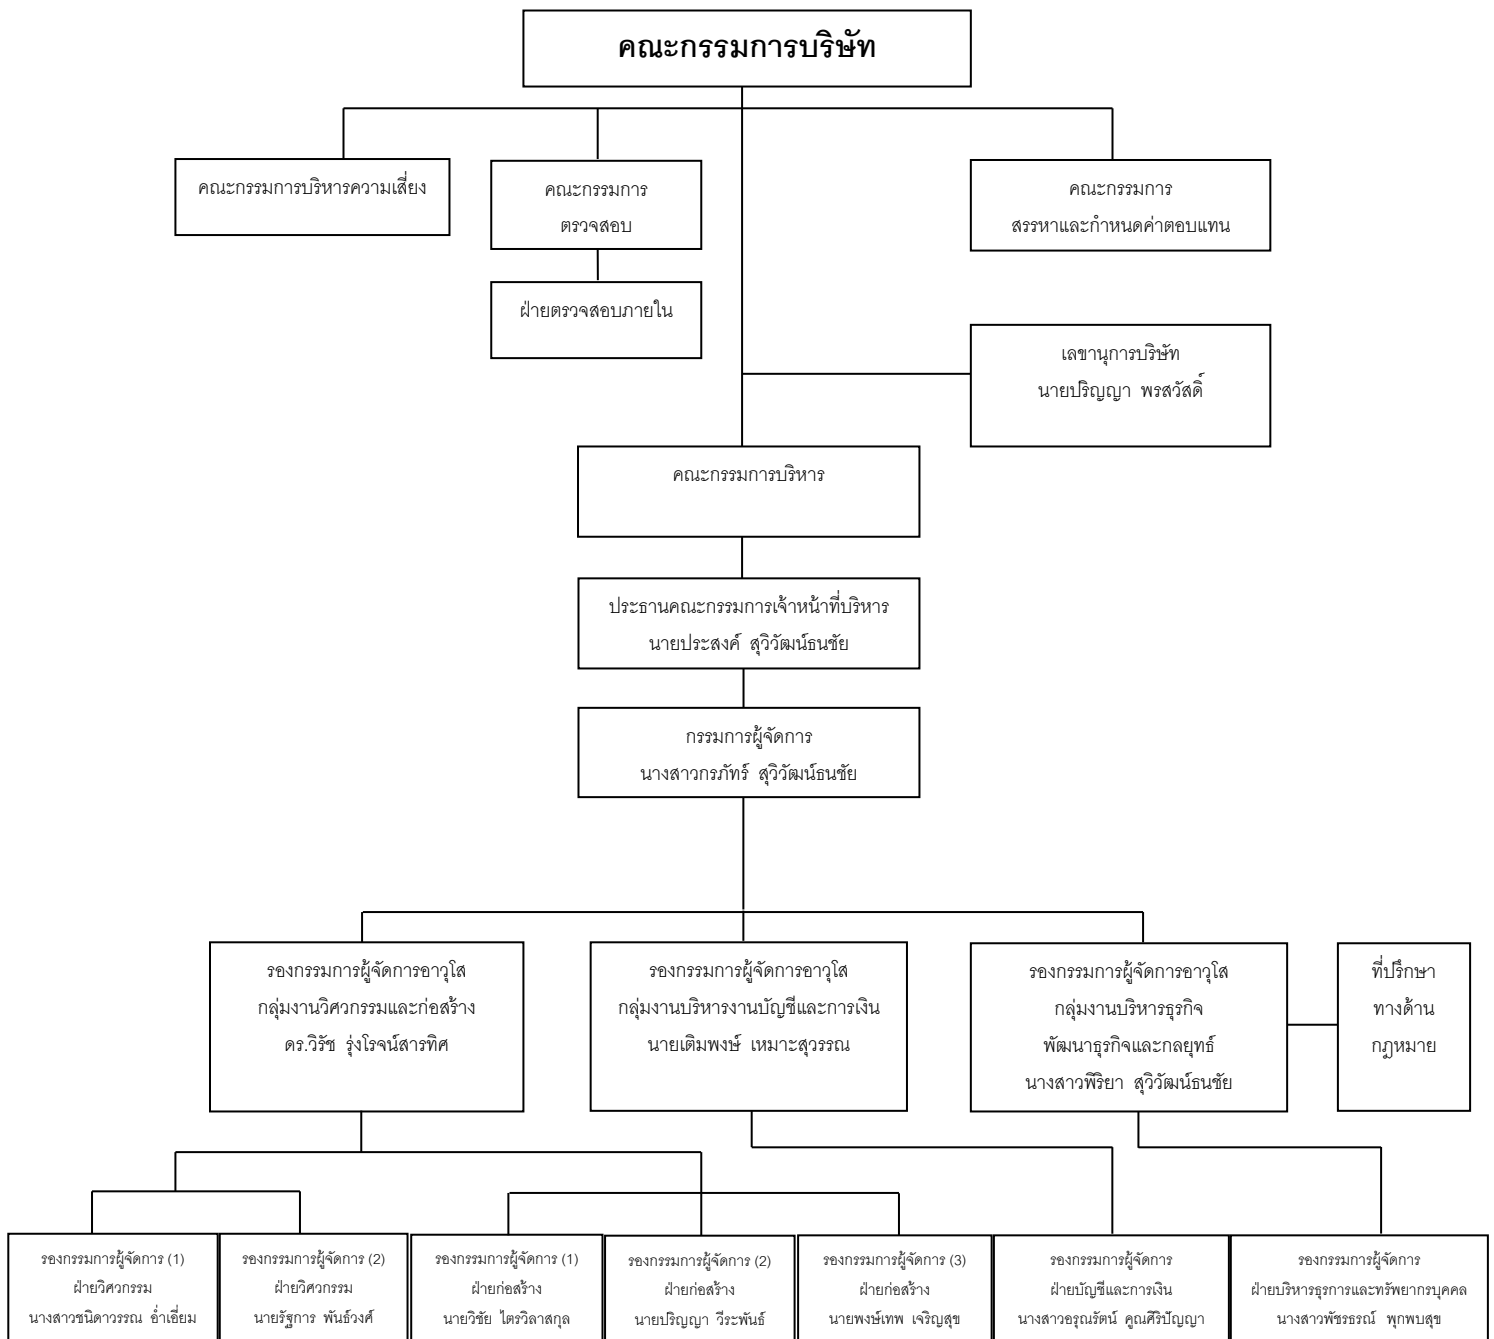 คณะกรรมการบริษัท
คณะกรรมการบริหารความเสี่ยง
คณะกรรมการ
ตรวจสอบ
คณะกรรมการ
สรรหาและกำหนดค่าตอบแทน
ฝ่ายตรวจสอบภายใน
เลขานุการบริษัท
นายปริญญา พรสวัสดิ์
คณะกรรมการบริหาร
ประธานคณะกรรมการเจ้าหน้าที่บริหาร
นายประสงค์ สุวิวัฒน์ธนชัย
กรรมการผู้จัดการ
นางสาวกรภัทร์ สุวิวัฒน์ธนชัย
รองกรรมการผู้จัดการอาวุโส
กลุ่มงานวิศวกรรมและก่อสร้าง
ดร.วิรัช รุ่งโรจน์สารทิศ
รองกรรมการผู้จัดการอาวุโส
กลุ่มงานบริหารงานบัญชีและการเงิน
นายเติมพงษ์ เหมาะสุวรรณ
รองกรรมการผู้จัดการอาวุโส
กลุ่มงานบริหารธุรกิจ
พัฒนาธุรกิจและกลยุทธ์
นางสาวพิริยา สุวิวัฒน์ธนชัย
ที่ปรึกษา
ทางด้าน
กฎหมาย
รองกรรมการผู้จัดการ (1)
ฝ่ายวิศวกรรม
นางสาวชนิดาวรรณ อ่ำเอี่ยม
รองกรรมการผู้จัดการ (2)
ฝ่ายวิศวกรรม
นายรัฐการ พันธ์วงศ์
รองกรรมการผู้จัดการ (1)
ฝ่ายก่อสร้าง
นายวิชัย ไตรวิลาสกุล
รองกรรมการผู้จัดการ (2)
ฝ่ายก่อสร้าง
นายปริญญา วีระพันธ์
รองกรรมการผู้จัดการ (3)
ฝ่ายก่อสร้าง
นายพงษ์เทพ เจริญสุข
รองกรรมการผู้จัดการ
ฝ่ายบัญชีและการเงิน
นางสาวอรุณรัตน์ คูณศิริปัญญา
รองกรรมการผู้จัดการ
ฝ่ายบริหารธุรการและทรัพยากรบุคคล
นางสาวพัชรธรณ์ พุกพบสุข